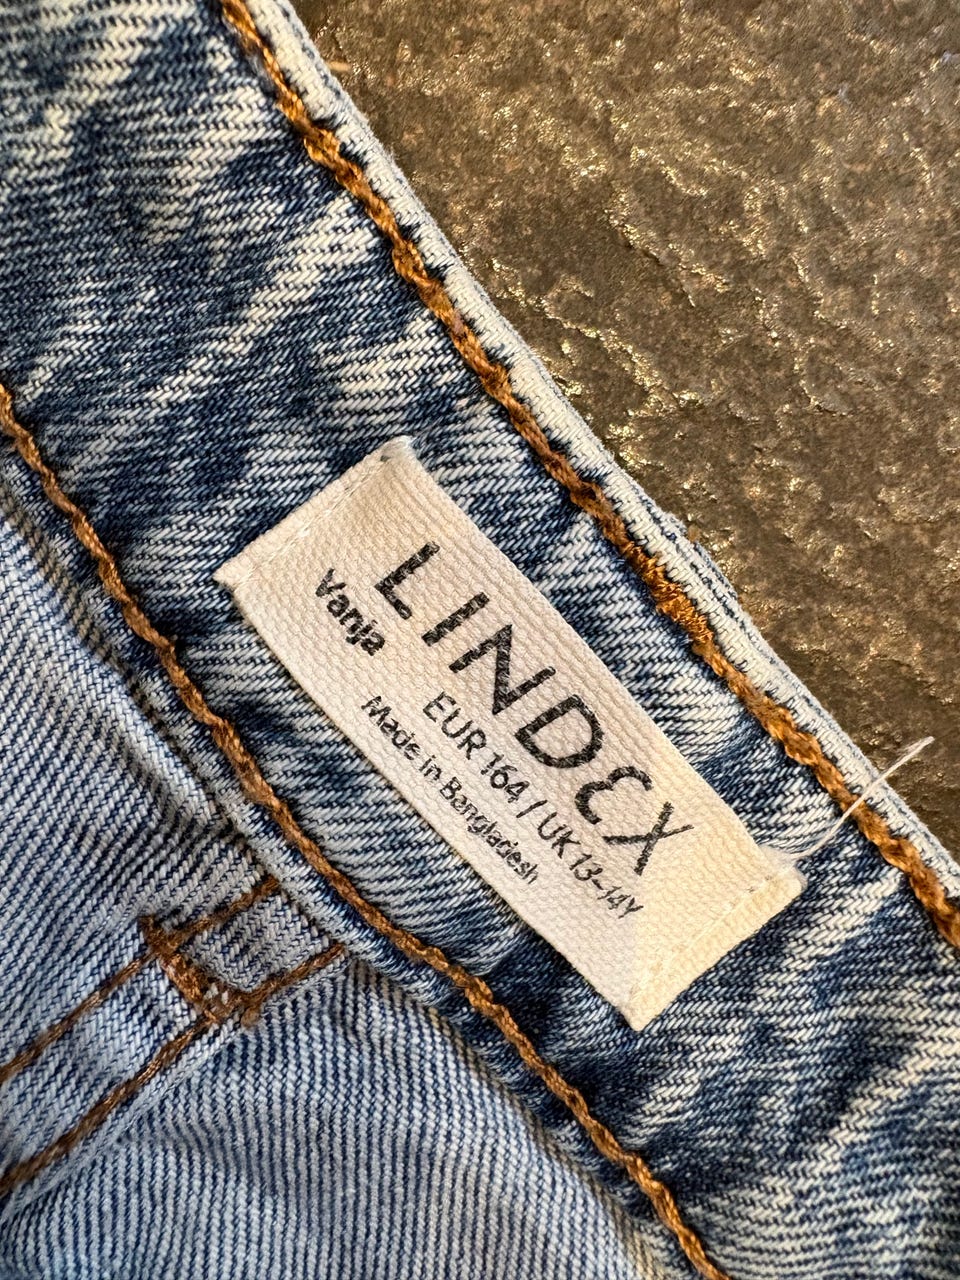 LINDEX
Vanja
EUR 164 / UK 13-14Y
Made in Bangladesh